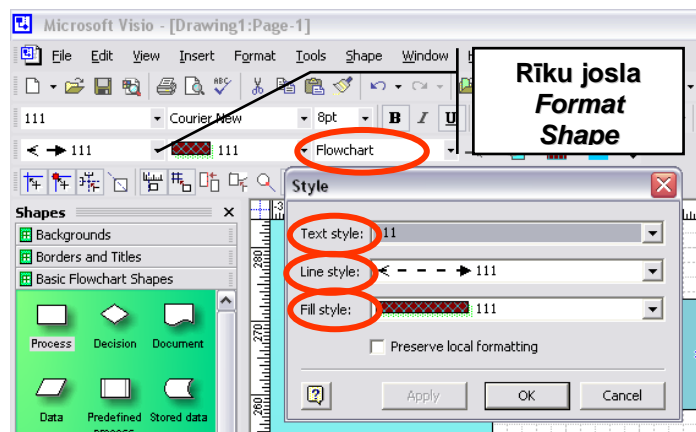 Microsoft Visio - [Drawing1:Page-1]
File Edit View Insert Format Tools Shape Window
Rīku josla
Format
Shape
ABC
111 Courier New 8pt B I U
111 111 Flowchart
Shapes
Backgrounds
Borders and Titles
Basic Flowchart Shapes
Process Decision Document
Data Predefined process Stored data
280
270
260
Style
Text style: 11
Line style: 111
Fill style: 111
Preserve local formatting
Apply OK Cancel